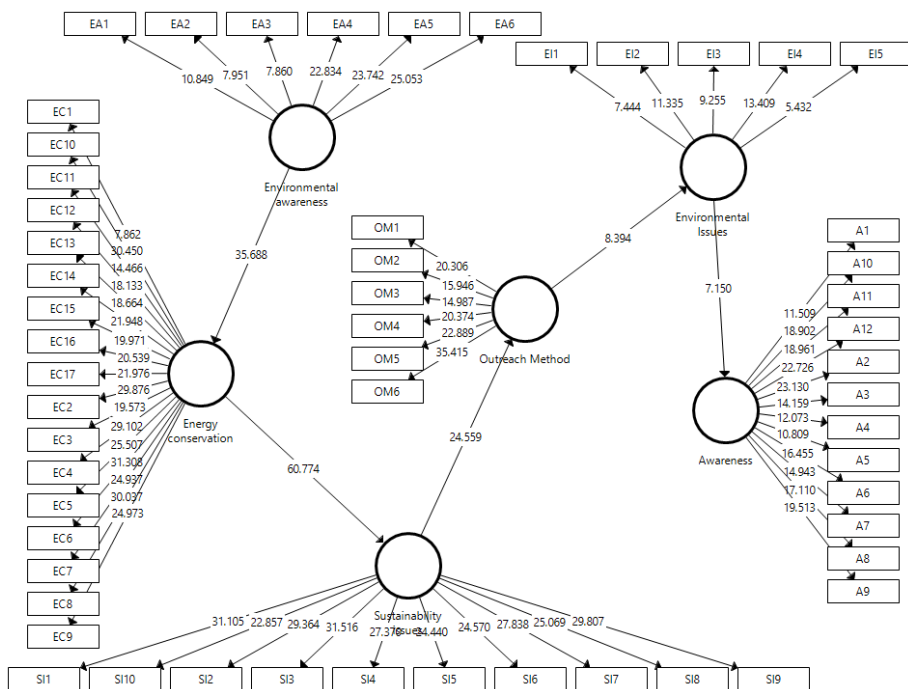 EA1
EA2
EA3
EA4
EA5
EA6
10.849
7.951
7.860
22.834
23.742
25.053
Environmental
awareness
EI1
EI2
EI3
EI4
EI5
7.444
11.335
9.255
13.409
5.432
Environmental
Issues
EC1
EC10
EC11
EC12
EC13
EC14
EC15
EC16
EC17
EC2
EC3
EC4
EC5
EC6
EC7
EC8
EC9
7.862
30.450
14.466
18.133
18.664
21.948
19.971
20.539
21.976
29.876
19.573
29.102
25.507
31.308
24.937
30.037
24.973
Energy
conservation
35.688
OM1
OM2
OM3
OM4
OM5
OM6
20.306
15.946
14.987
20.374
22.889
35.415
Outreach Method
8.394
7.150
A1
A10
A11
A12
A2
A3
A4
A5
A6
A7
A8
A9
11.509
18.902
18.961
22.726
23.130
14.159
12.073
10.809
16.455
14.943
17.110
19.513
Awareness
60.774
24.559
Sustainability
Issues
31.105
22.857
29.364
31.516
27.379
24.440
24.570
27.838
25.069
29.807
SI1
SI10
SI2
SI3
SI4
SI5
SI6
SI7
SI8
SI9